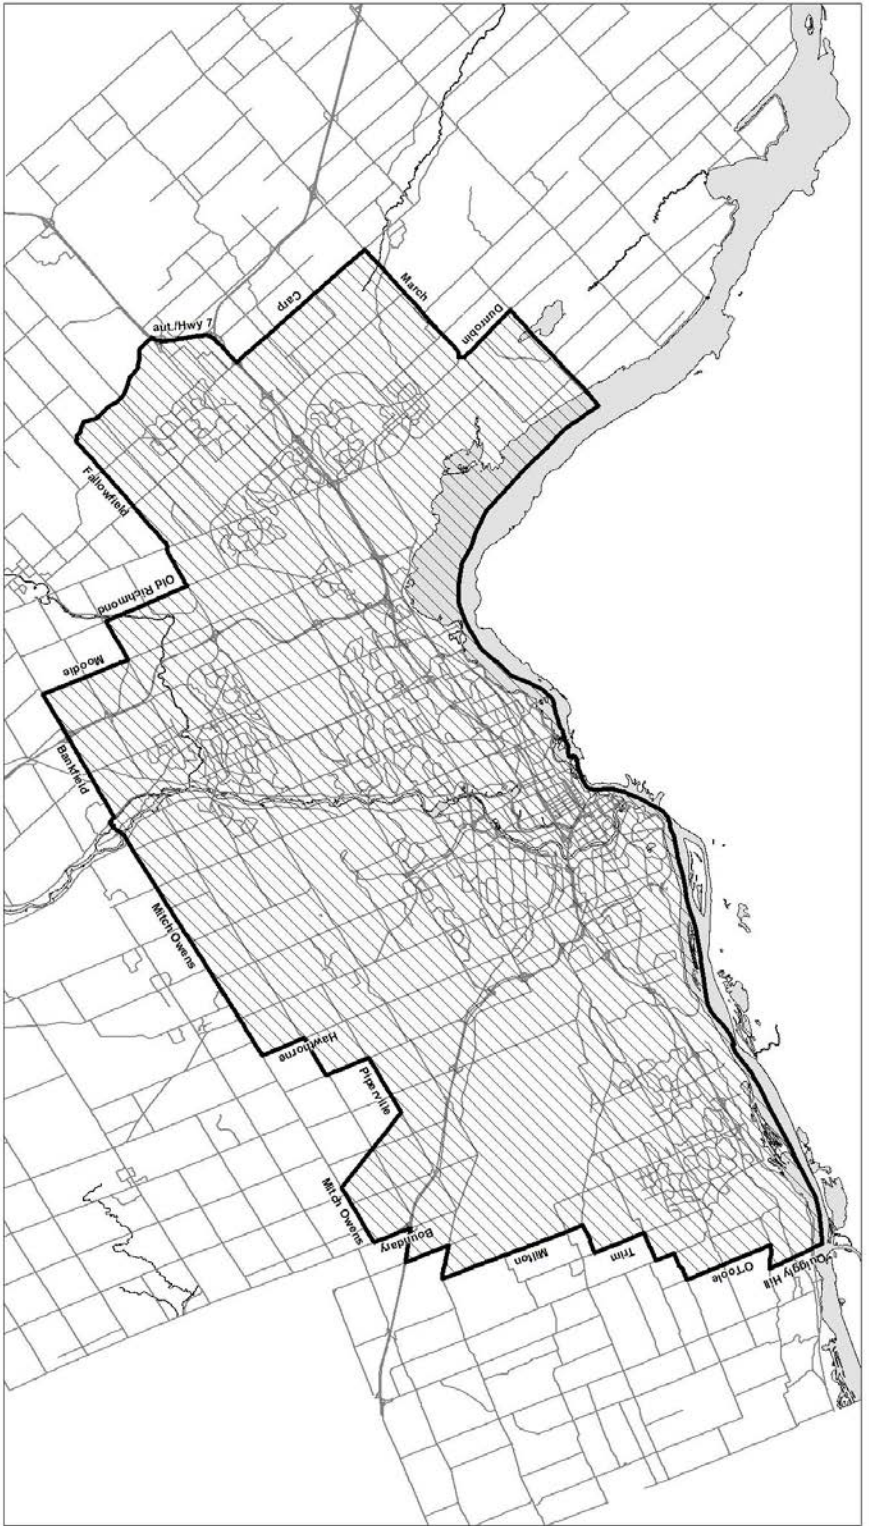 March
Dunrobin
Carp
aut./Hwy 7
Fallowfield
Old Richmond
Moodie
Bankfield
Mitch Owens
Hawthorne
Piperville
Mitch Owens
Boundary
Milton
Trim
O'Toole
Quiggly Hill